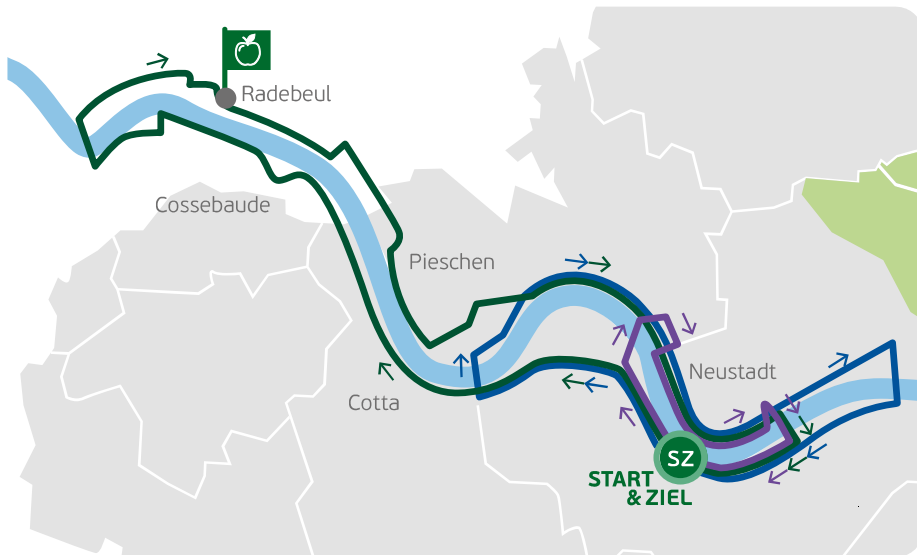 Radebeul
Cossebaude
Pieschen
Neustadt
Cotta
SZ
START
& ZIEL